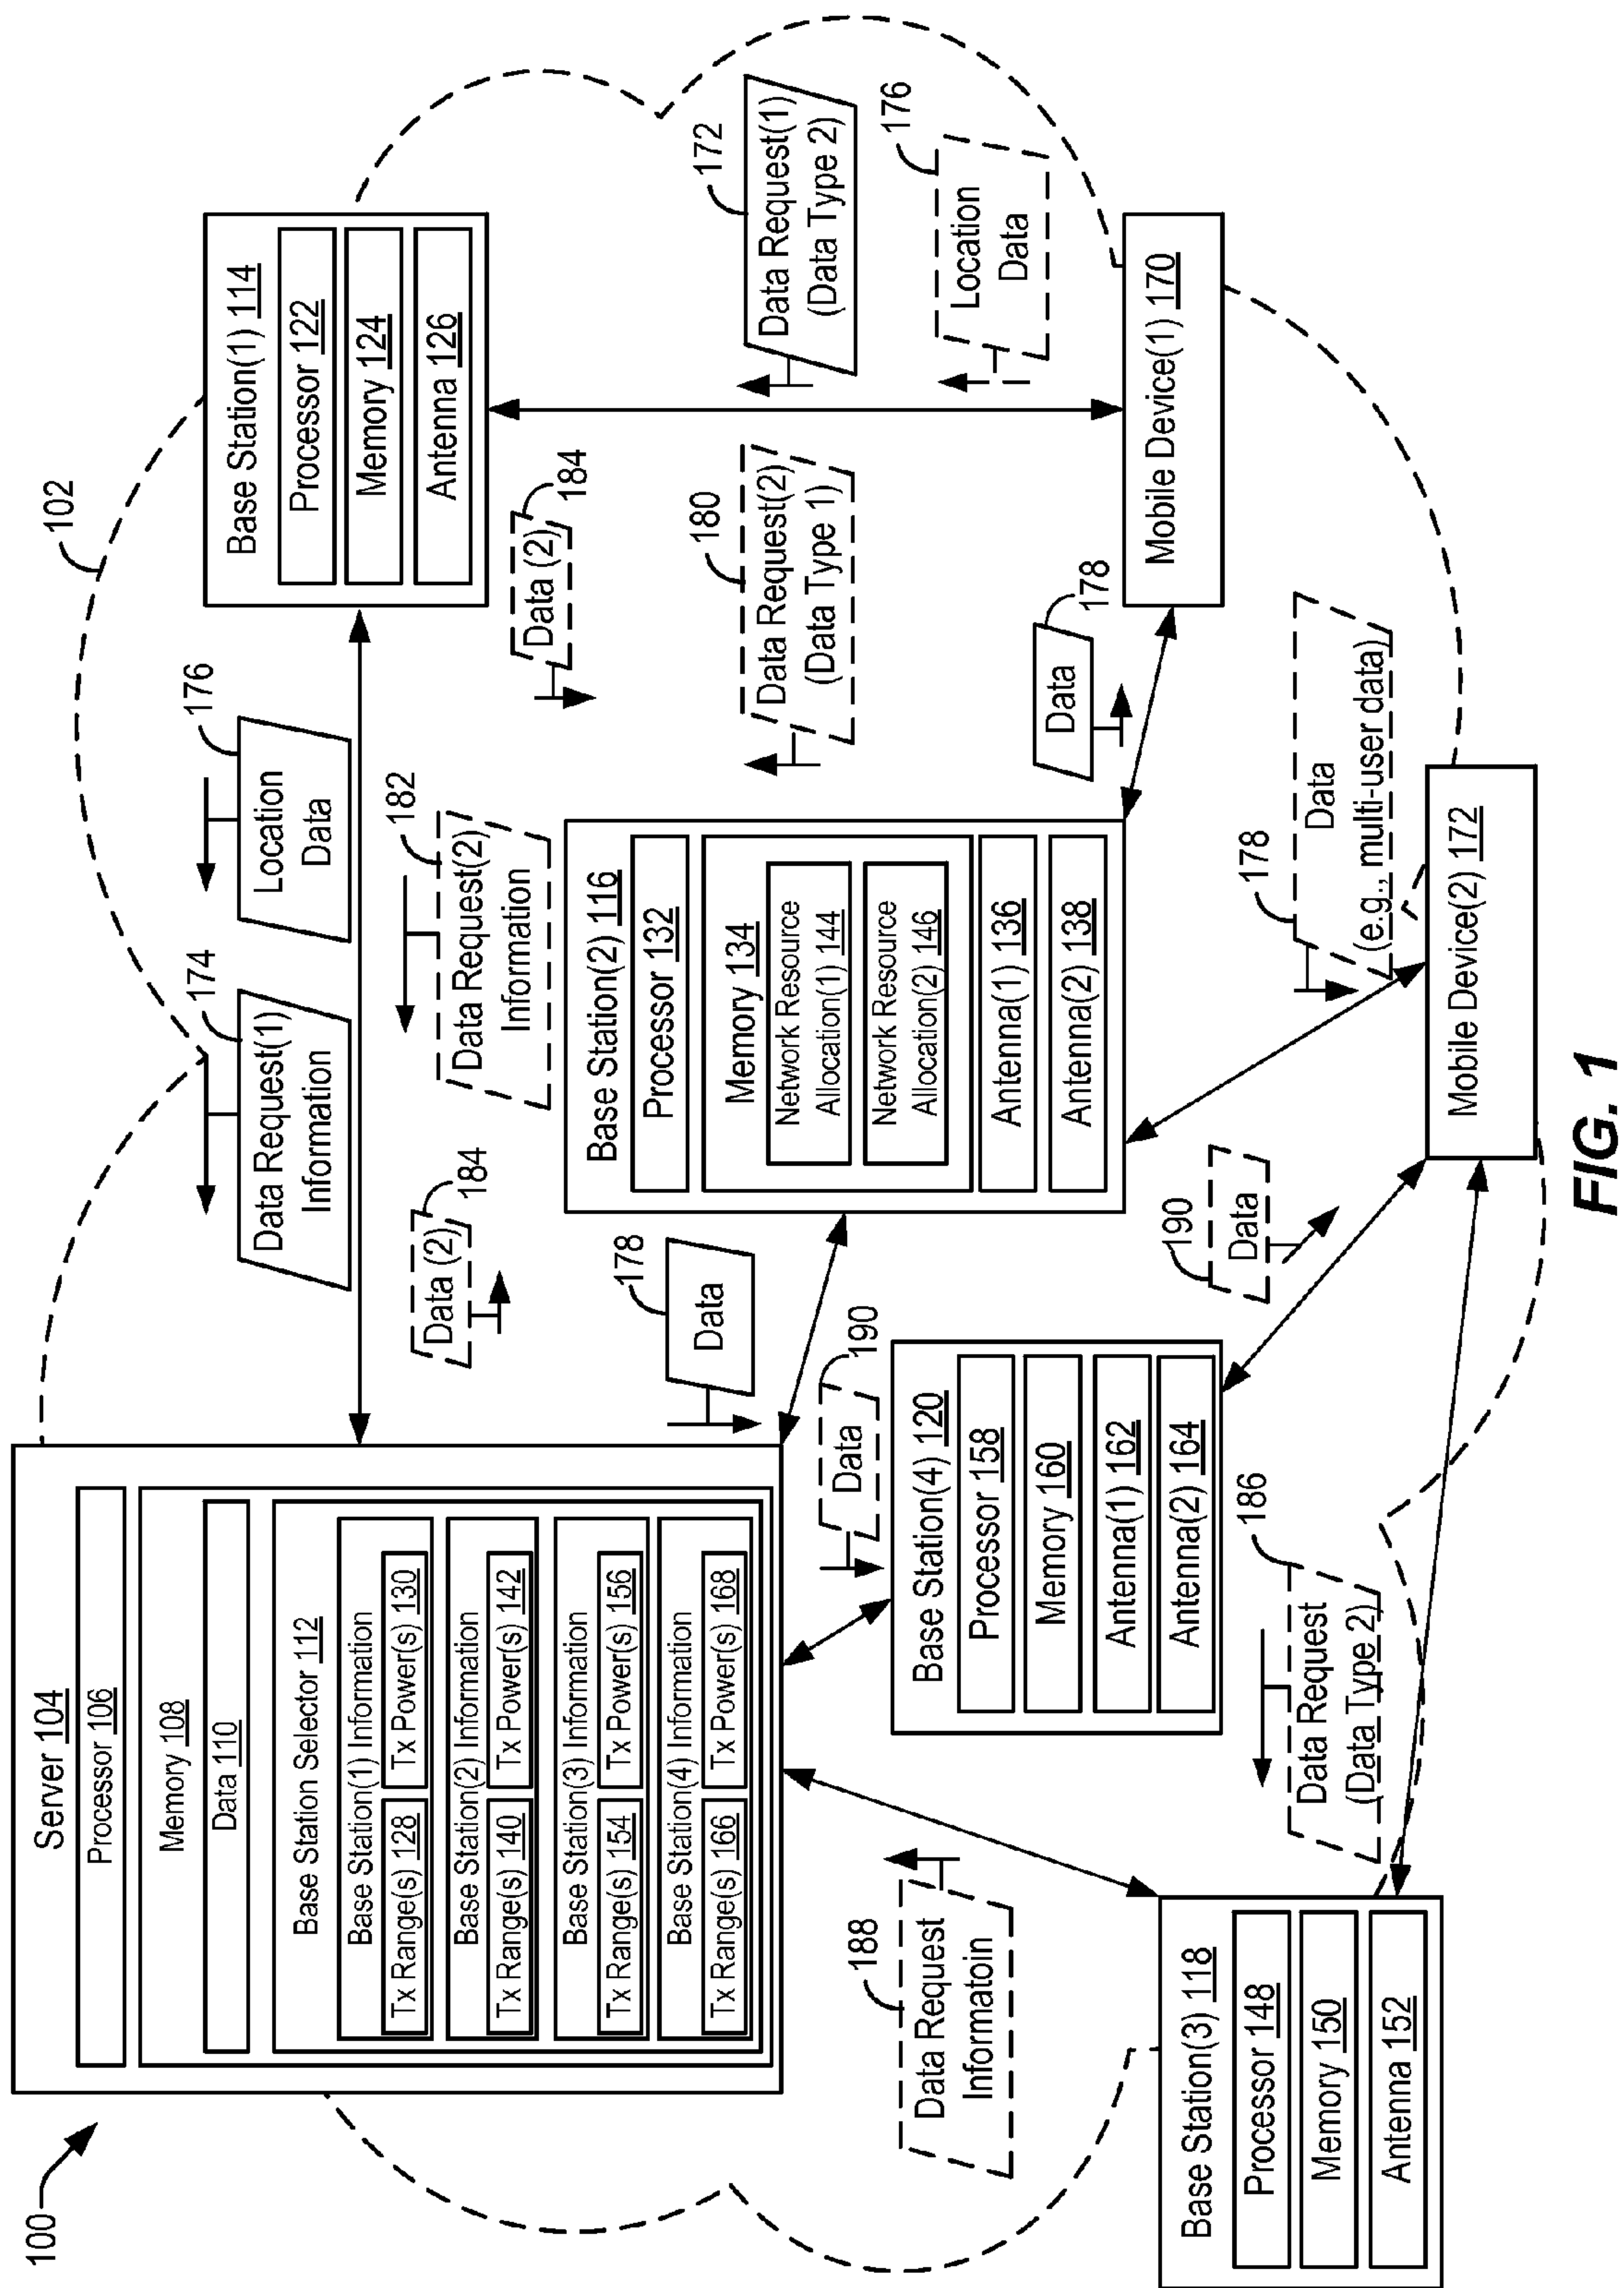 100
102
Server 104
Processor 106
Memory 108
Data 110
Base Station Selector 112
Base Station(1) Information
Tx Range(s) 128
Tx Power(s) 130
Base Station(2) Information
Tx Range(s) 140
Tx Power(s) 142
Base Station(3) Information
Tx Range(s) 154
Tx Power(s) 156
Base Station(4) Information
Tx Range(s) 166
Tx Power(s) 168
174
Data Request(1)
Information
176
Location
Data
Base Station(1) 114
Processor 122
Memory 124
Antenna 126
184
Data (2)
182
Data Request(2)
Information
184
Data (2)
178
Data
Base Station(2) 116
Processor 132
Memory 134
Network Resource
Allocation(1) 144
Network Resource
Allocation(2) 146
Antenna(1) 136
Antenna(2) 138
180
Data Request(2)
(Data Type 1)
172
Data Request(1)
(Data Type 2)
176
Location
Data
178
Data
Mobile Device(1) 170
190
Data
Base Station(4) 120
Processor 158
Memory 160
Antenna(1) 162
Antenna(2) 164
190
Data
178
Data
(e.g., multi-user data)
188
Data Request
Informatoin
186
Data Request
(Data Type 2)
Base Station(3) 118
Processor 148
Memory 150
Antenna 152
Mobile Device(2) 172
FIG. 1